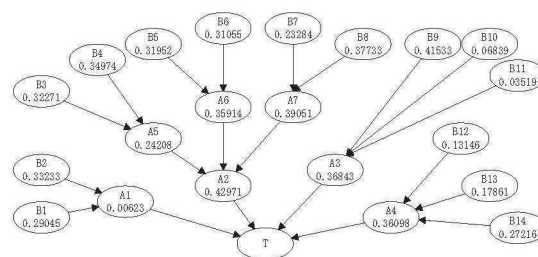 B6
0.31055
B7
0.23284
B5
0.31952
B8
0.37733
B9
0.41533
B10
0.06839
B4
0.34974
B11
0.03519
B3
0.32271
A6
0.35914
A7
0.39051
A5
0.24208
B12
0.13146
B2
0.33233
A3
0.36843
A2
0.42971
B13
0.17861
A1
0.00623
B1
0.29045
A4
0.36098
B14
0.27216
T